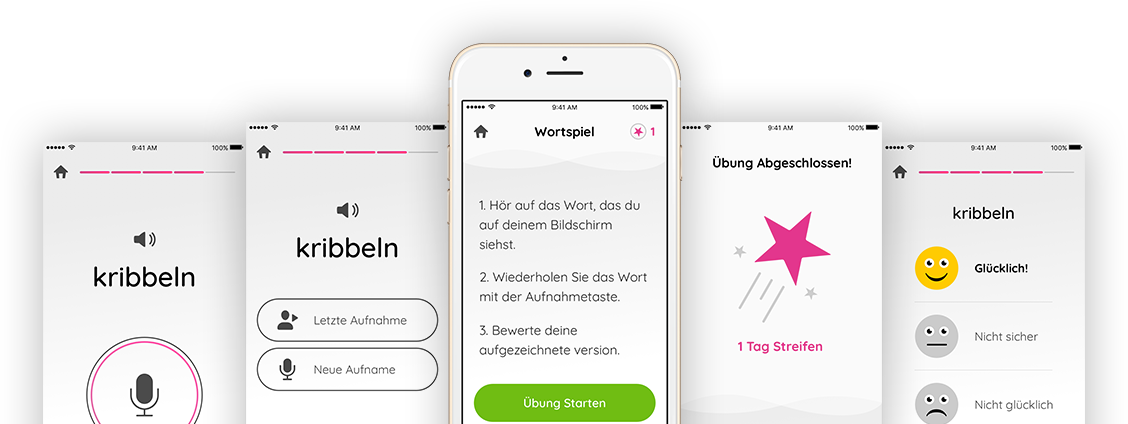 9:41 AM
100%
kribbeln
9:41 AM
100%
kribbeln
Letzte Aufnahme
Neue Aufname
9:41 AM
100%
Wortspiel
1
1. Hör auf das Wort, das du
auf deinem Bildschirm
siehst.
2. Wiederholen Sie das Wort
mit der Aufnahmetaste.
3. Bewerte deine
aufgezeichnete version.
Übung Starten
9:41 AM
100%
Übung Abgeschlossen!
1 Tag Streifen
9:41 AM
100%
kribbeln
Glücklich!
Nicht sicher
Nicht glücklich